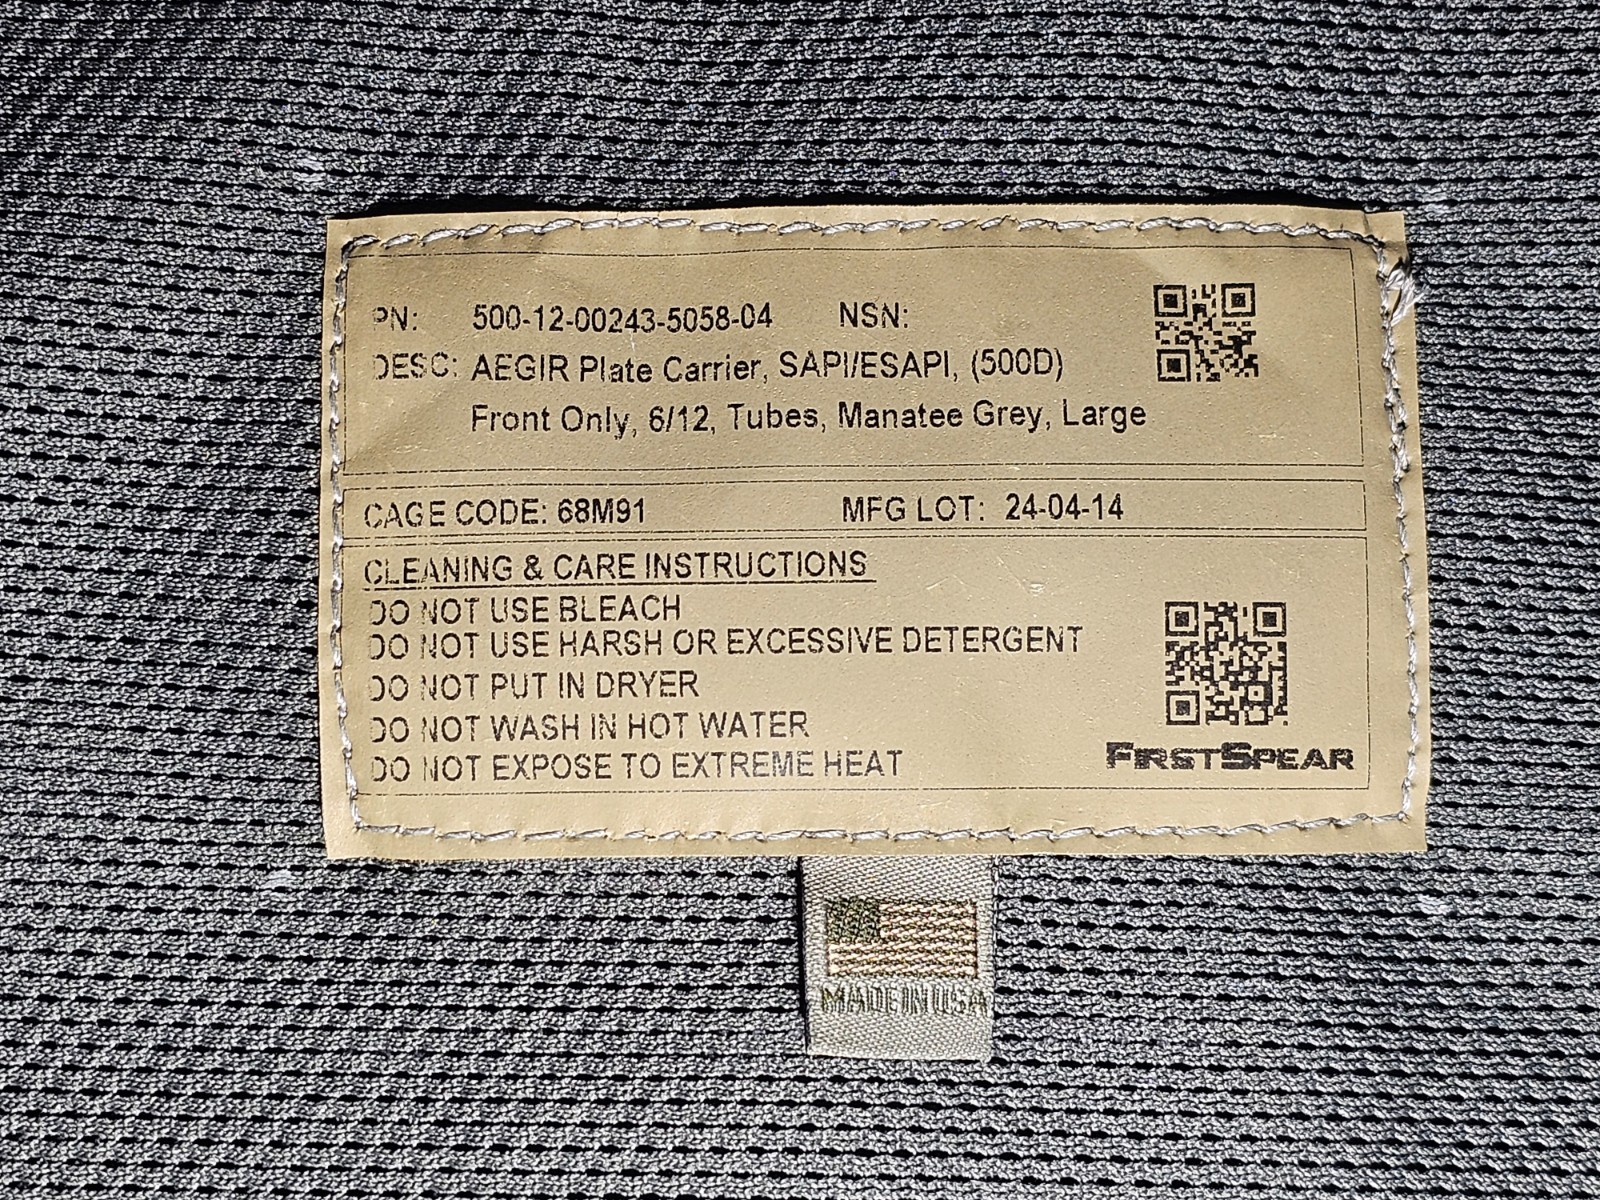 PN: 500-12-00243-5058-04 NSN:
DESC: AEGIR Plate Carrier, SAPI/ESAPI, (500D)
Front Only, 6/12, Tubes, Manatee Grey, Large
CAGE CODE: 68M91 MFG LOT: 24-04-14
CLEANING & CARE INSTRUCTIONS
DO NOT USE BLEACH
DO NOT USE HARSH OR EXCESSIVE DETERGENT
DO NOT PUT IN DRYER
DO NOT WASH IN HOT WATER
DO NOT EXPOSE TO EXTREME HEAT
FIRSTSPEAR
MADE IN USA